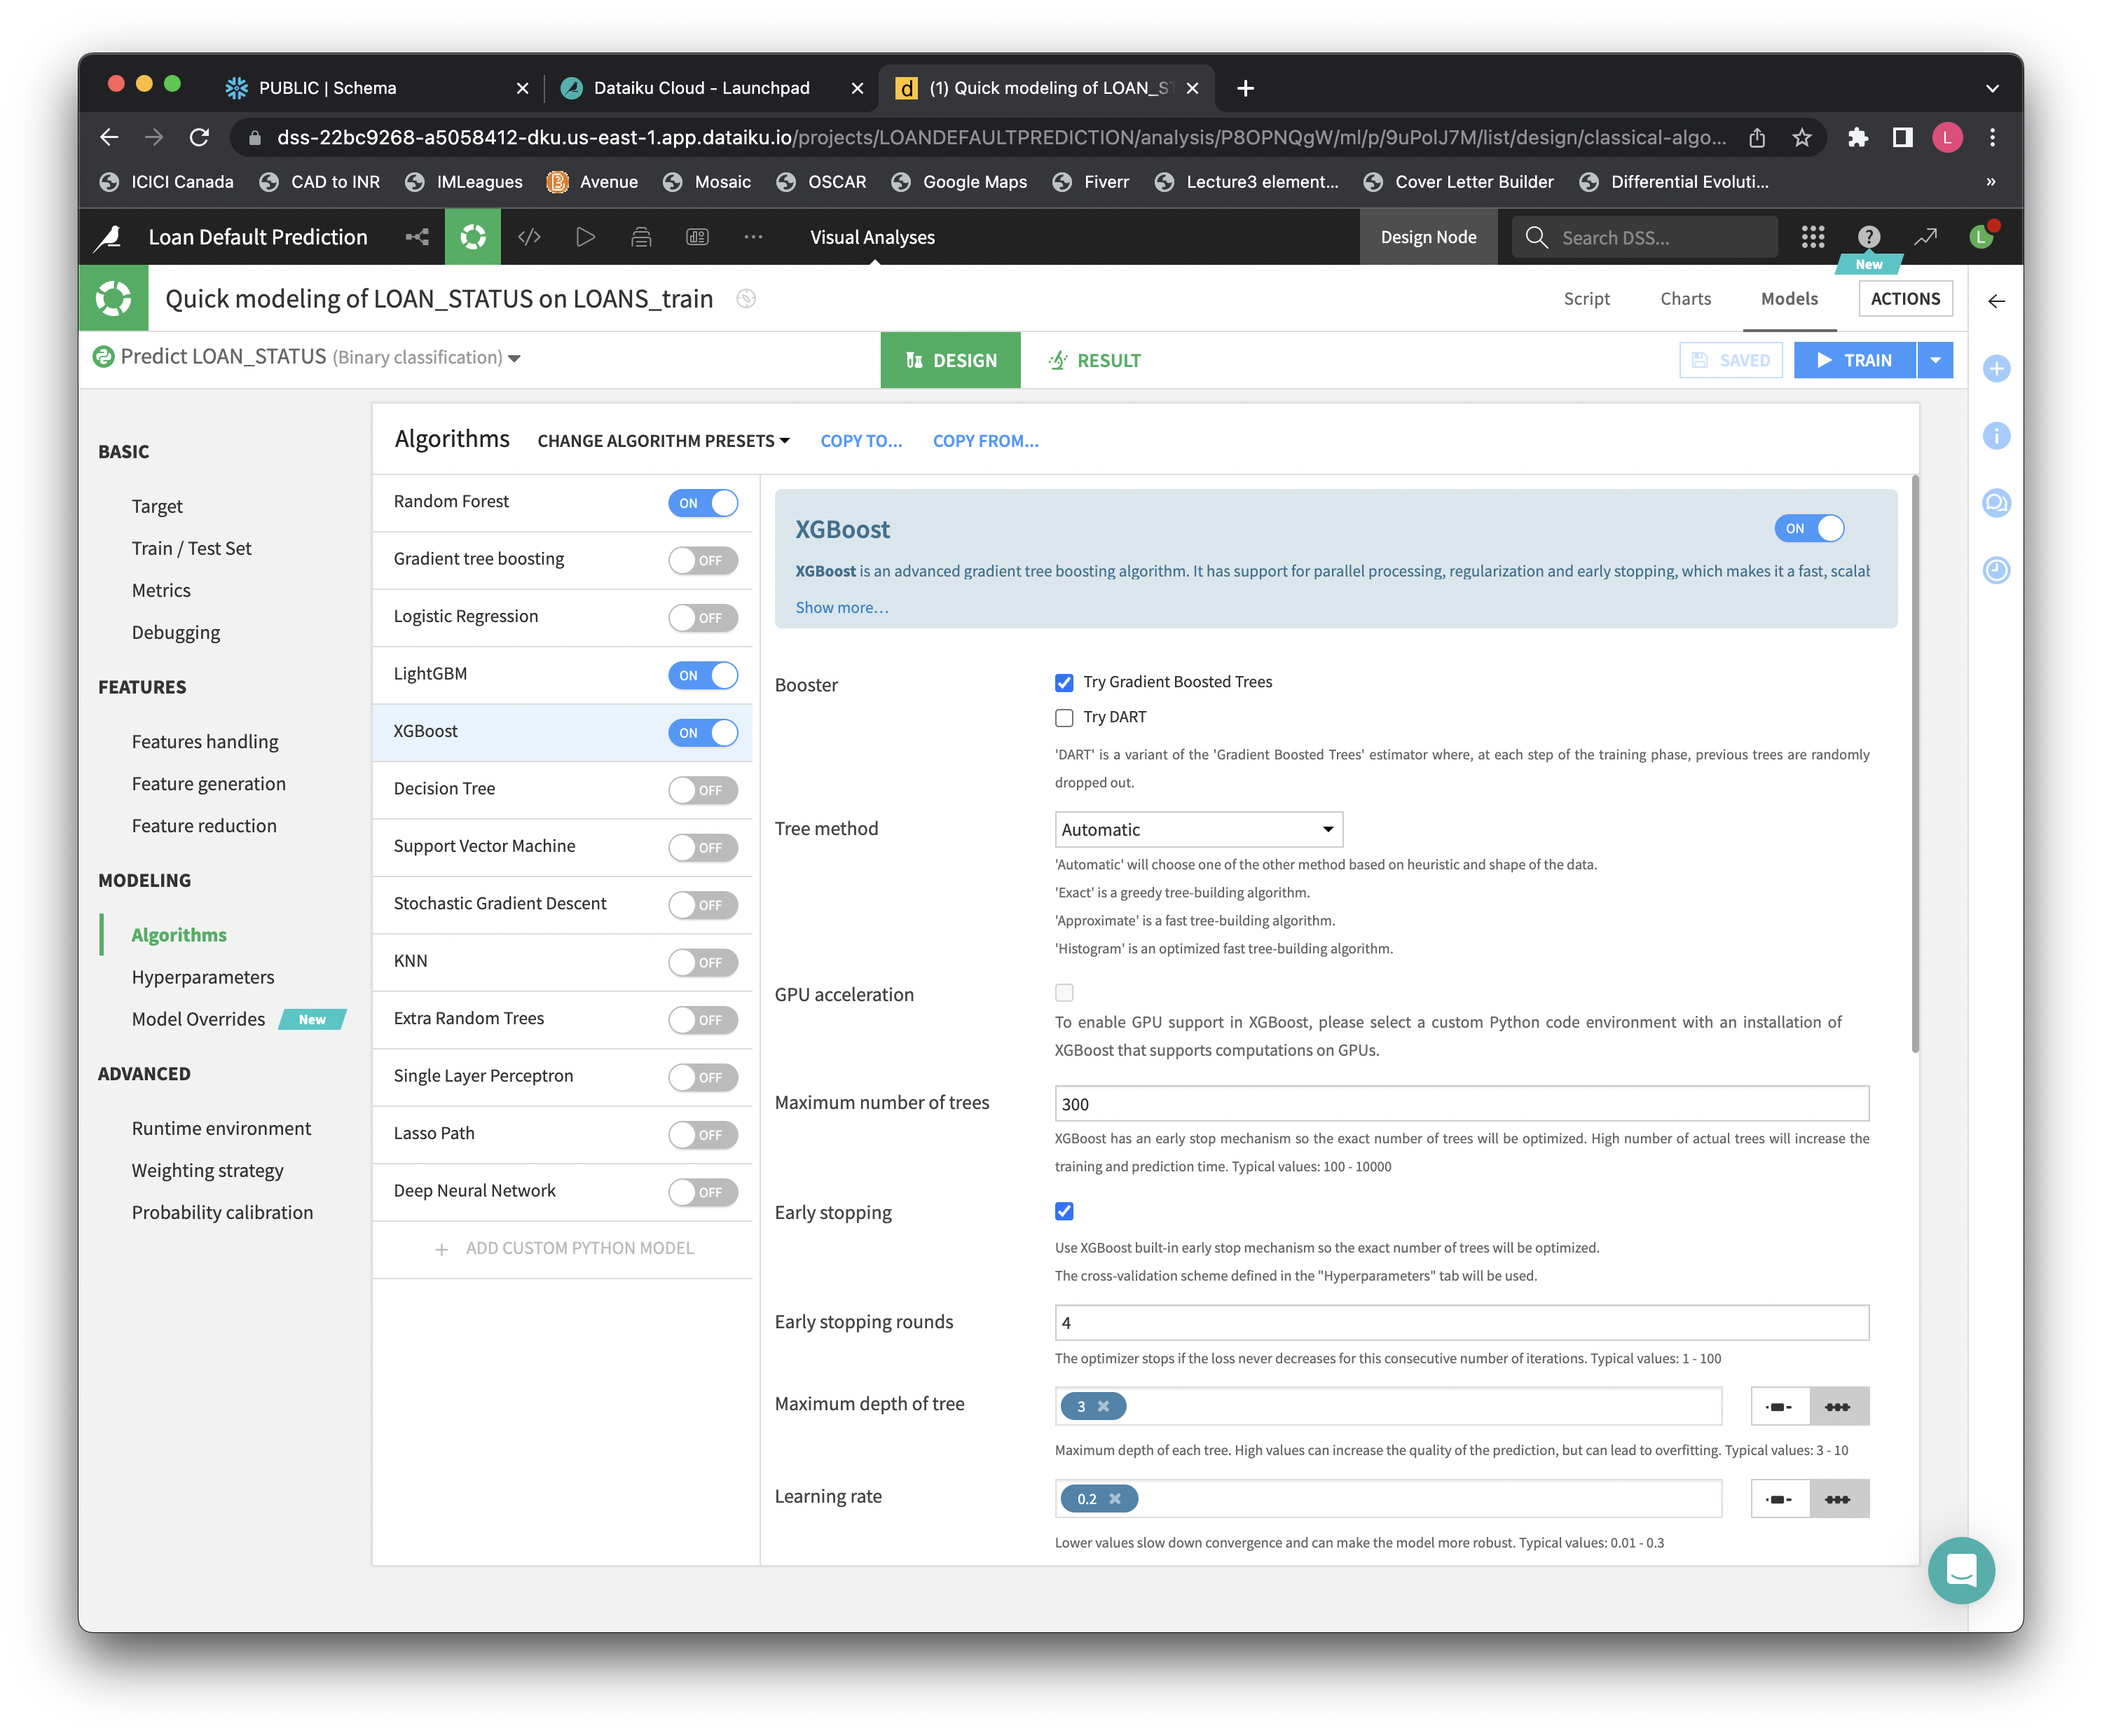 PUBLIC | Schema
Dataiku Cloud - Launchpad
(1) Quick modeling of LOAN_ST
dss-22bc9268-a5058412-dku.us-east-1.app.dataiku.io/projects/LOANDEFAULTPREDICTION/analysis/P8OPNQgW/ml/p/9uPolJ7M/list/design/classical-algo...
L
ICICI Canada
CAD to INR
IMLeagues
Avenue
Mosaic
OSCAR
Google Maps
Fiverr
Lecture3 element...
Cover Letter Builder
Differential Evoluti...
»
Loan Default Prediction
Visual Analyses
Design Node
Search DSS...
L
New
Quick modeling of LOAN_STATUS on LOANS_train
Script
Charts
Models
ACTIONS
Predict LOAN_STATUS (Binary classification)
DESIGN
RESULT
SAVED
TRAIN
BASIC
Target
Train / Test Set
Metrics
Debugging
FEATURES
Features handling
Feature generation
Feature reduction
MODELING
Algorithms
Hyperparameters
Model Overrides New
ADVANCED
Runtime environment
Weighting strategy
Probability calibration
Algorithms
CHANGE ALGORITHM PRESETS
COPY TO...
COPY FROM...
Random Forest ON
Gradient tree boosting OFF
Logistic Regression OFF
LightGBM ON
XGBoost ON
Decision Tree OFF
Support Vector Machine OFF
Stochastic Gradient Descent OFF
KNN OFF
Extra Random Trees OFF
Single Layer Perceptron OFF
Lasso Path OFF
Deep Neural Network OFF
+ ADD CUSTOM PYTHON MODEL
XGBoost ON
XGBoost is an advanced gradient tree boosting algorithm. It has support for parallel processing, regularization and early stopping, which makes it a fast, scalab
Show more...
Booster
Try Gradient Boosted Trees
Try DART
'DART' is a variant of the 'Gradient Boosted Trees' estimator where, at each step of the training phase, previous trees are randomly
dropped out.
Tree method
Automatic
'Automatic' will choose one of the other method based on heuristic and shape of the data.
'Exact' is a greedy tree-building algorithm.
'Approximate' is a fast tree-building algorithm.
'Histogram' is an optimized fast tree-building algorithm.
GPU acceleration
To enable GPU support in XGBoost, please select a custom Python code environment with an installation of
XGBoost that supports computations on GPUs.
Maximum number of trees
300
XGBoost has an early stop mechanism so the exact number of trees will be optimized. High number of actual trees will increase the
training and prediction time. Typical values: 100 - 10000
Early stopping
Use XGBoost built-in early stop mechanism so the exact number of trees will be optimized.
The cross-validation scheme defined in the "Hyperparameters" tab will be used.
Early stopping rounds
4
The optimizer stops if the loss never decreases for this consecutive number of iterations. Typical values: 1 - 100
Maximum depth of tree
3
Maximum depth of each tree. High values can increase the quality of the prediction, but can lead to overfitting. Typical values: 3 - 10
Learning rate
0.2
Lower values slow down convergence and can make the model more robust. Typical values: 0.01 - 0.3